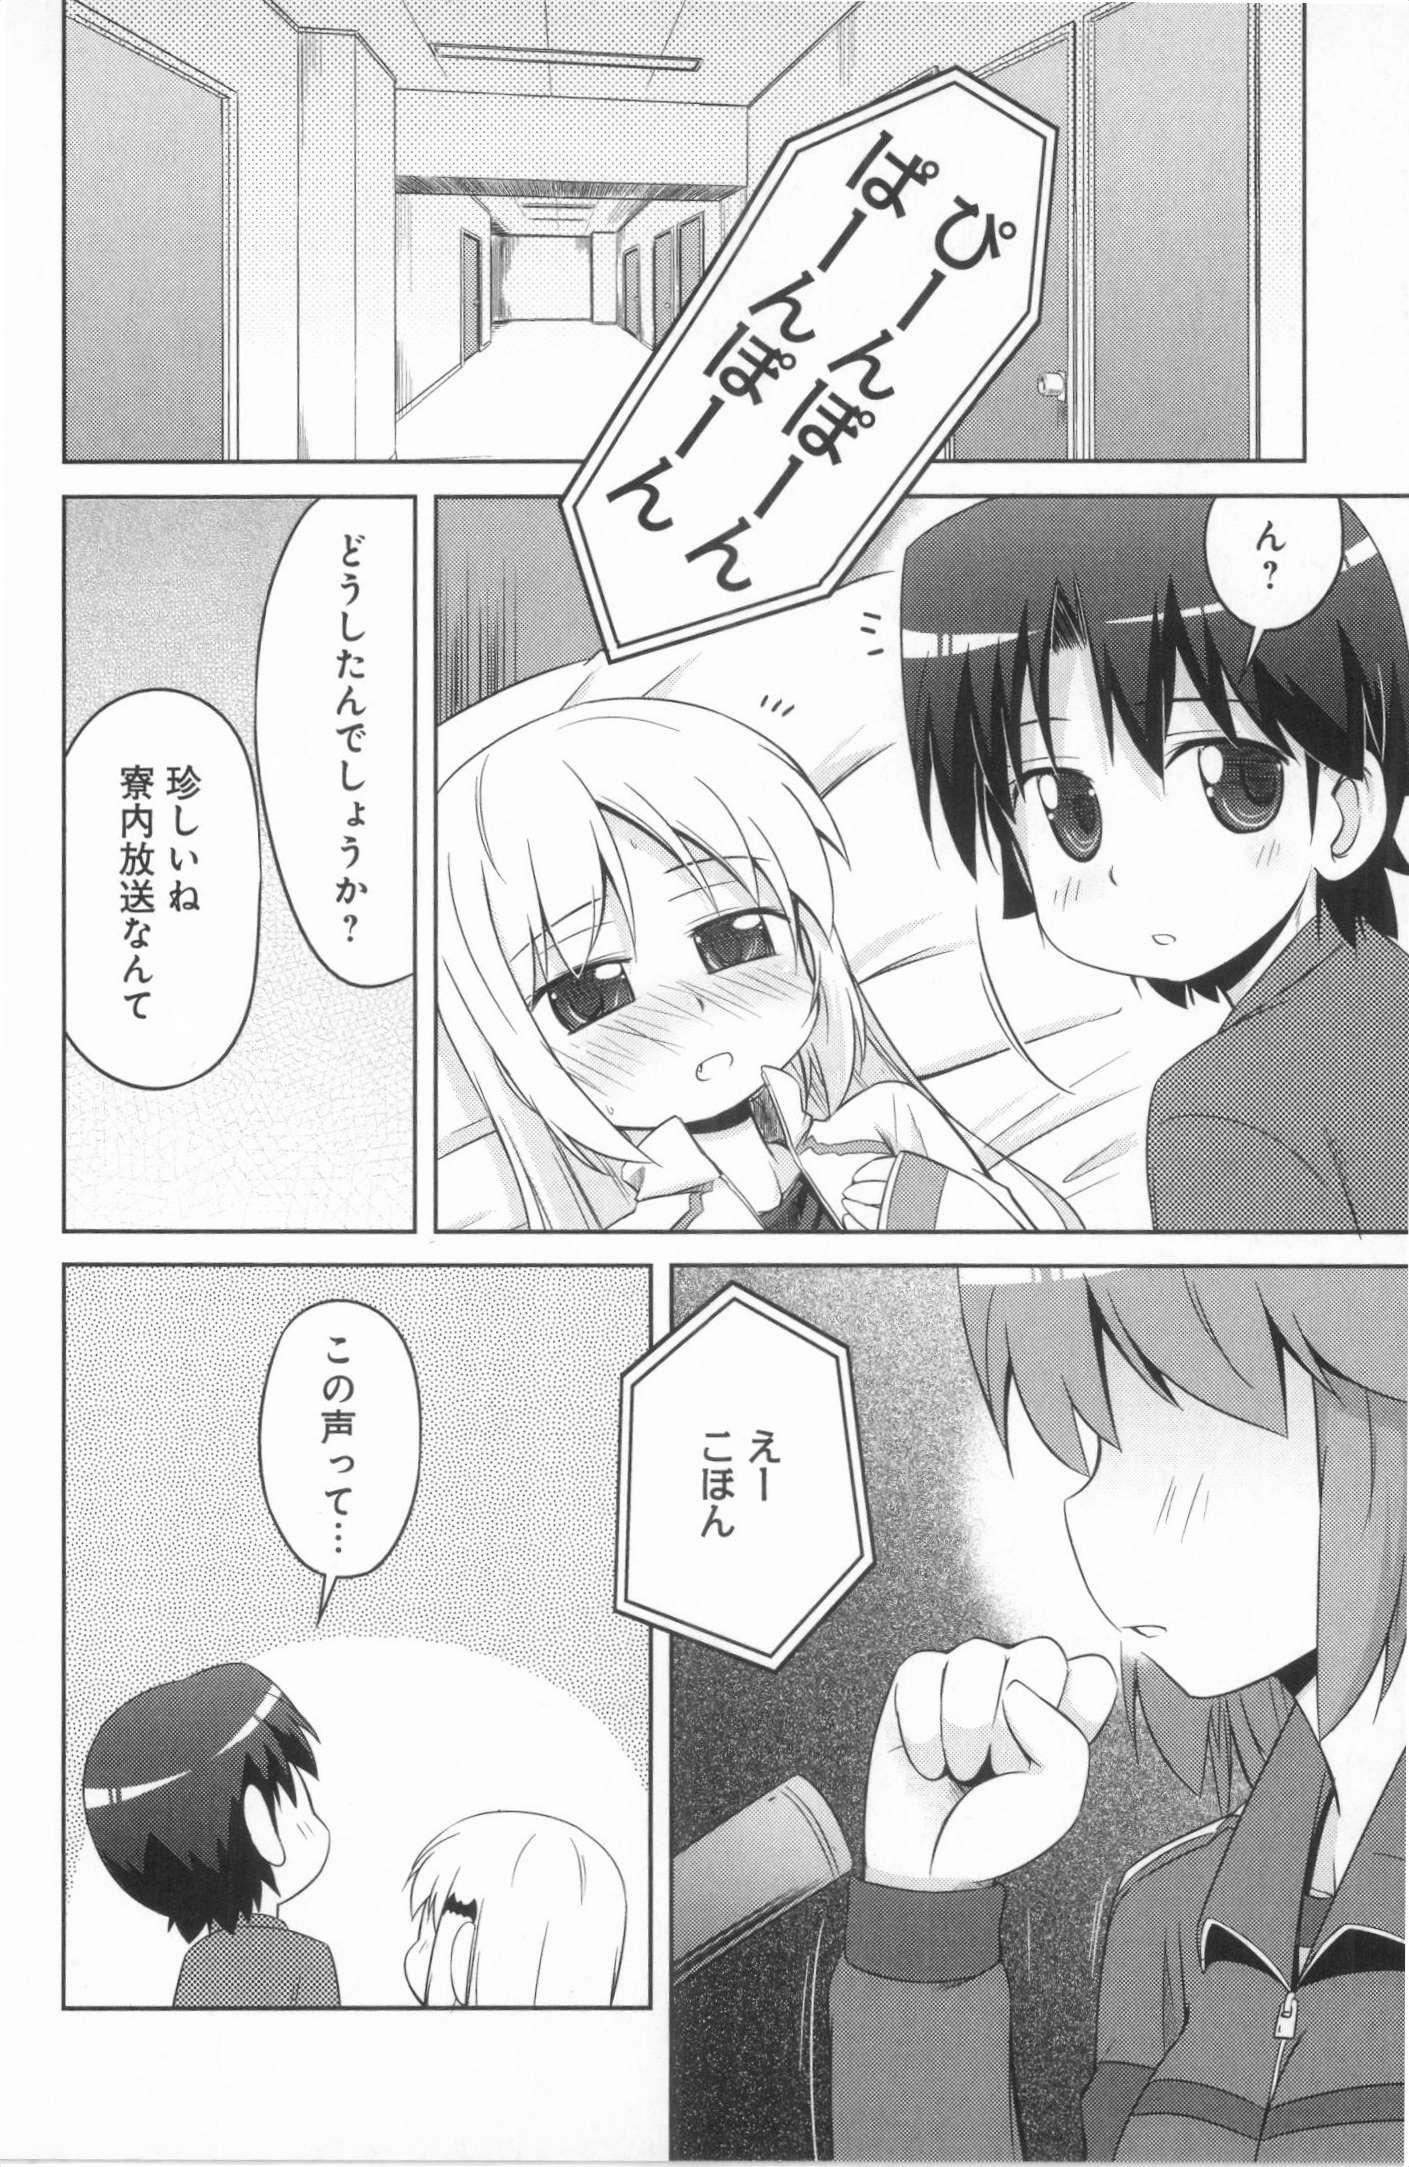 ぴーんぽーん
ぱーんぽーん
ん?
どうしたんでしょうか?
珍しいね
寮内放送なんて
えー
こほん
この声って…